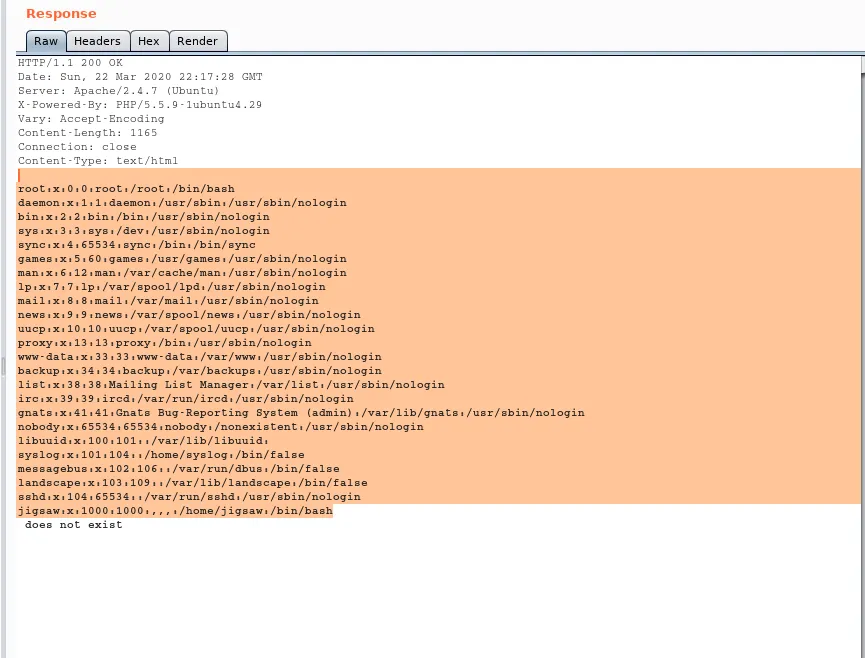 Response
Raw Headers Hex Render
HTTP/1.1 200 OK
Date: Sun, 22 Mar 2020 22:17:28 GMT
Server: Apache/2.4.7 (Ubuntu)
X-Powered-By: PHP/5.5.9-1ubuntu4.29
Vary: Accept-Encoding
Content-Length: 1165
Connection: close
Content-Type: text/html
root:x:0:0:root:/root:/bin/bash
daemon:x:1:1:daemon:/usr/sbin:/usr/sbin/nologin
bin:x:2:2:bin:/bin:/usr/sbin/nologin
sys:x:3:3:sys:/dev:/usr/sbin/nologin
sync:x:4:65534:sync:/bin:/bin/sync
games:x:5:60:games:/usr/games:/usr/sbin/nologin
man:x:6:12:man:/var/cache/man:/usr/sbin/nologin
lp:x:7:7:lp:/var/spool/lpd:/usr/sbin/nologin
mail:x:8:8:mail:/var/mail:/usr/sbin/nologin
news:x:9:9:news:/var/spool/news:/usr/sbin/nologin
uucp:x:10:10:uucp:/var/spool/uucp:/usr/sbin/nologin
proxy:x:13:13:proxy:/bin:/usr/sbin/nologin
www-data:x:33:33:www-data:/var/www:/usr/sbin/nologin
backup:x:34:34:backup:/var/backups:/usr/sbin/nologin
list:x:38:38:Mailing List Manager:/var/list:/usr/sbin/nologin
irc:x:39:39:ircd:/var/run/ircd:/usr/sbin/nologin
gnats:x:41:41:Gnats Bug-Reporting System (admin):/var/lib/gnats:/usr/sbin/nologin
nobody:x:65534:65534:nobody:/nonexistent:/usr/sbin/nologin
libuuid:x:100:101::/var/lib/libuuid:
syslog:x:101:104::/home/syslog:/bin/false
messagebus:x:102:106::/var/run/dbus:/bin/false
landscape:x:103:109::/var/lib/landscape:/bin/false
sshd:x:104:65534::/var/run/sshd:/usr/sbin/nologin
jigsaw:x:1000:1000:,,,:/home/jigsaw:/bin/bash
does not exist